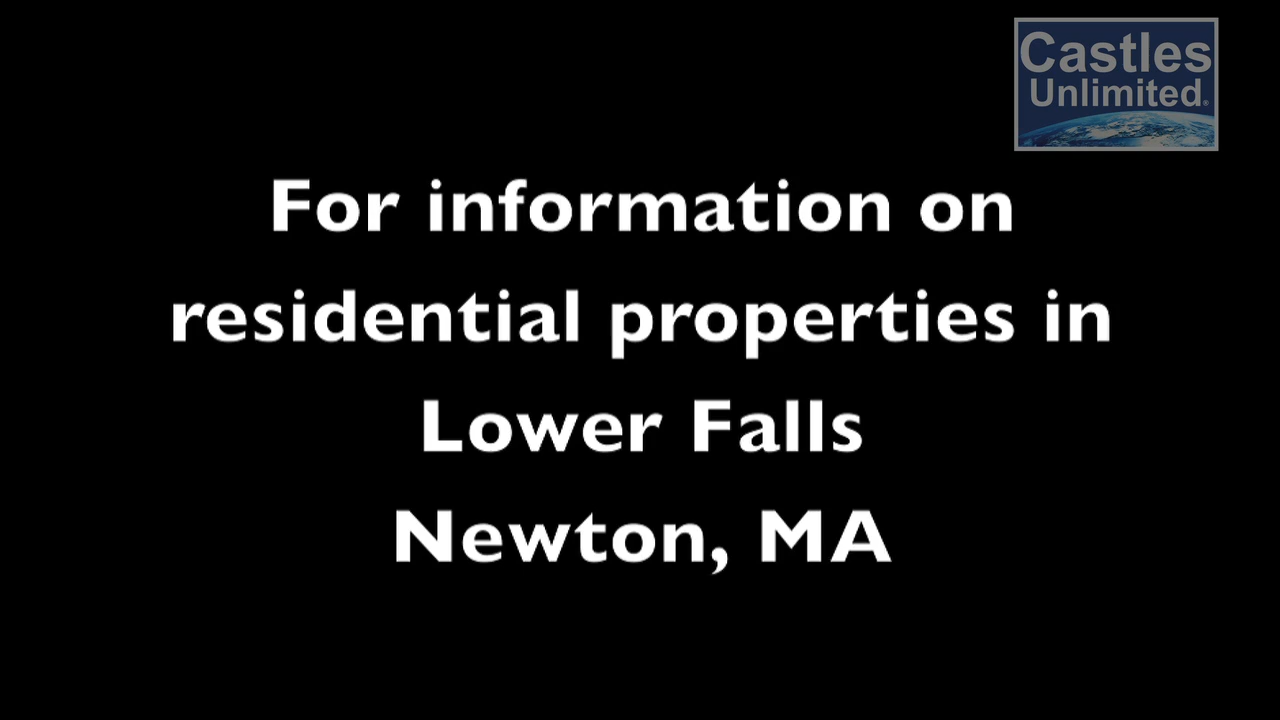 Castles
Unlimited®
For information on
residential properties in
Lower Falls
Newton, MA